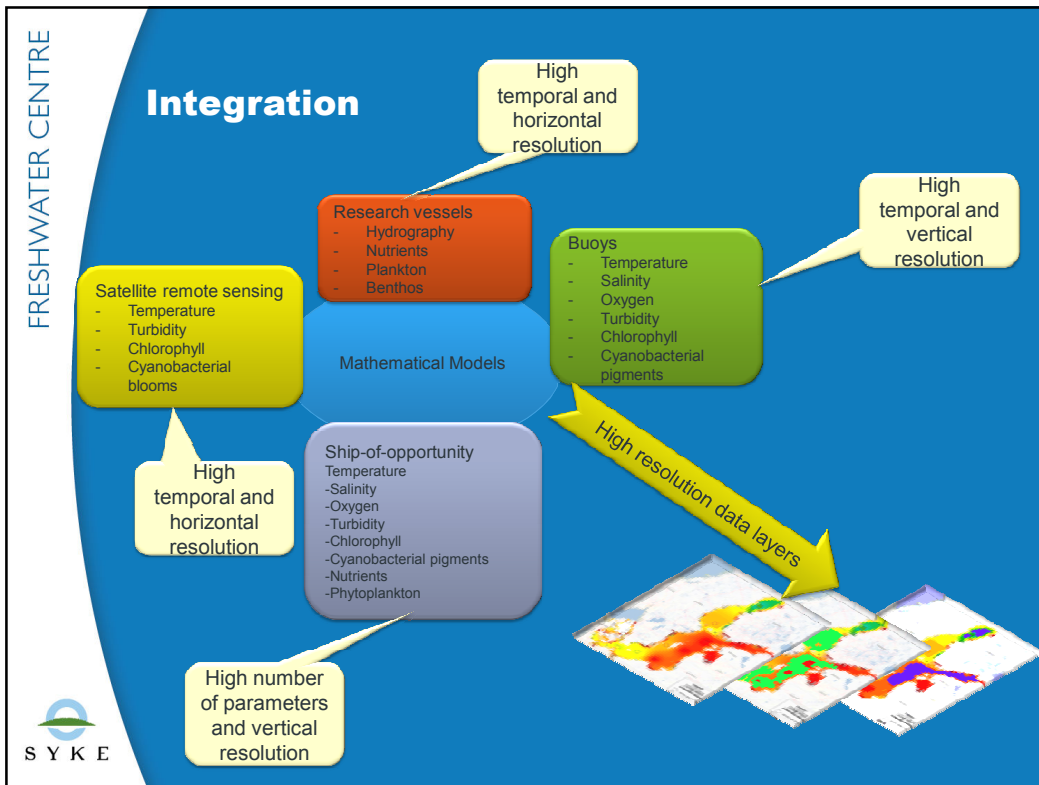 FRESHWATER CENTRE
Integration
High
temporal and
horizontal
resolution
High
temporal and
vertical
resolution
Research vessels
- Hydrography
- Nutrients
- Plankton
- Benthos
Buoys
- Temperature
- Salinity
- Oxygen
- Turbidity
- Chlorophyll
- Cyanobacterial
pigments
Satellite remote sensing
- Temperature
- Turbidity
- Chlorophyll
- Cyanobacterial
blooms
Mathematical Models
High
temporal and
horizontal
resolution
Ship-of-opportunity
Temperature
-Salinity
-Oxygen
-Turbidity
-Chlorophyll
-Cyanobacterial pigments
-Nutrients
-Phytoplankton
High resolution data layers
High number
of parameters
and vertical
resolution
SYKE